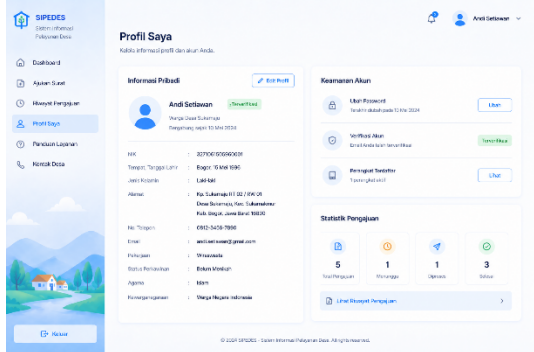 SIPEDES
Sistem Informasi
Pelayanan Desa
Andi Setiawan
Profil Saya
Kelola informasi profil dan akun Anda.
Dashboard
Ajukan Surat
Riwayat Pengajuan
Profil Saya
Panduan Layanan
Kontak Desa
Keluar
Informasi Pribadi
Edit Profil
Andi Setiawan
Terverifikasi
Warga Desa Sukamaju
Bergabung sejak 10 Mei 2024
NIK :
Tempat, Tanggal Lahir : Bogor, 15 Mei 1996
Jenis Kelamin : Laki-laki
Alamat : Kp. Sukamaju RT 02 / RW 01
Desa Sukamaju, Kec. Sukamakmur
Kab. Bogor, Jawa Barat 16830
No. Telepon : 0812-3456-7890
Email : andisetiawan@gmail.com
Pekerjaan : Wiraswasta
Status Perkawinan : Belum Menikah
Agama : Islam
Kewarganegaraan : Warga Negara Indonesia
Keamanan Akun
Ubah Password
Terakhir diubah pada 10 Mei 2024
Ubah
Verifikasi Akun
Email Anda telah terverifikasi
Terverifikasi
Perangkat Terdaftar
1 perangkat aktif
Lihat
Statistik Pengajuan
5
Total Pengajuan
1
Menunggu
1
Diproses
3
Selesai
Lihat Riwayat Pengajuan
© 2024 SIPEDES - Sistem Informasi Pelayanan Desa. All rights reserved.